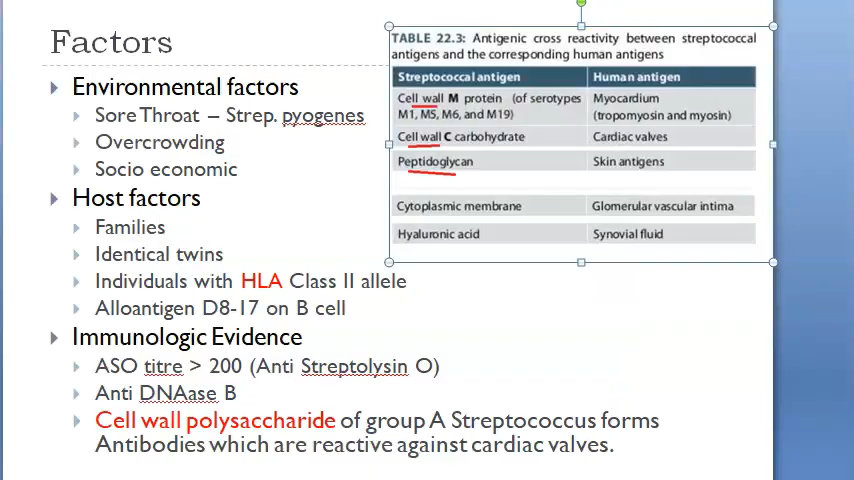 Factors
Environmental factors
Sore Throat – Strep. pyogenes
Overcrowding
Socio economic
Host factors
Families
Identical twins
Individuals with HLA Class II allele
Alloantigen D8-17 on B cell
Immunologic Evidence
ASO titre > 200 (Anti Streptolysin O)
Anti DNAase B
Cell wall polysaccharide of group A Streptococcus forms
Antibodies which are reactive against cardiac valves.
TABLE 22.3: Antigenic cross reactivity between streptococcal
antigens and the corresponding human antigens
Streptococcal antigen Human antigen
Cell wall M protein (of serotypes Myocardium
M1, M5, M6, and M19) (tropomyosin and myosin)
Cell wall C carbohydrate Cardiac valves
Peptidoglycan Skin antigens
Cytoplasmic membrane Glomerular vascular intima
Hyaluronic acid Synovial fluid